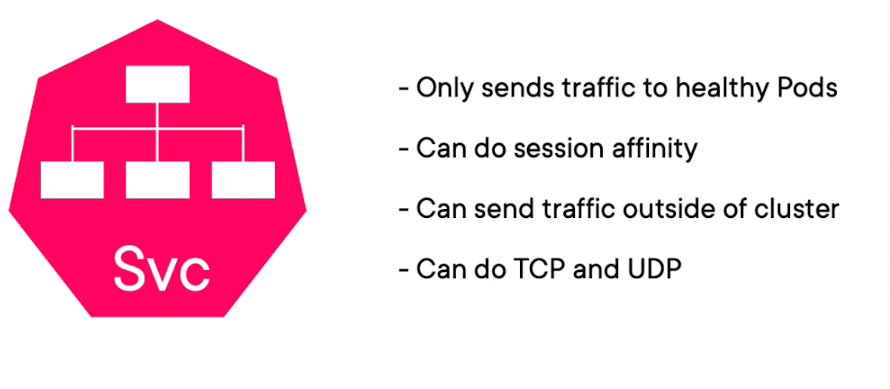 - Only sends traffic to healthy Pods
- Can do session affinity
- Can send traffic outside of cluster
- Can do TCP and UDP
Svc